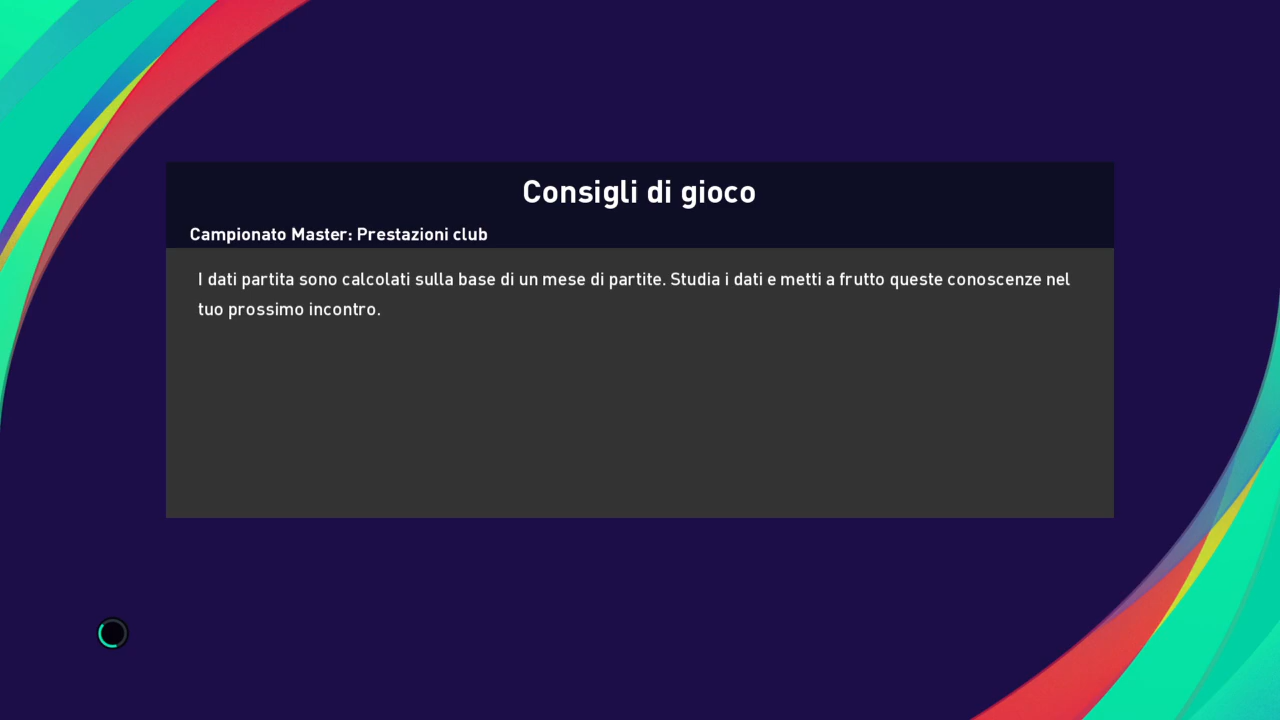 Consigli di gioco
Campionato Master: Prestazioni club
I dati partita sono calcolati sulla base di un mese di partite. Studia i dati e metti a frutto queste conoscenze nel
tuo prossimo incontro.